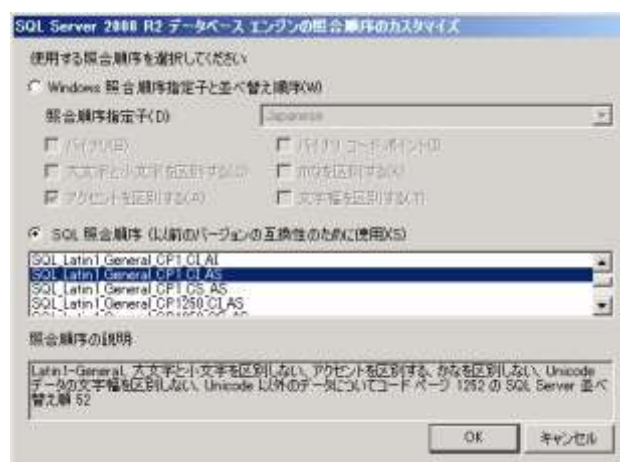 SQL Server 2008 R2 データベース エンジンの照合順序のカスタマイズ
使用する照合順序を選択してください
Windows 照合順序指定子と並べ替え順序(W)
照合順序指定子(D)
Japanese
バイナリ(B)
バイナリ コード ポイント(I)
大文字と小文字を区別する(C)
かなを区別する(K)
アクセントを区別する(A)
文字幅を区別する(T)
SQL 照合順序 (以前のバージョンの互換性のために使用)(S)
SQL_Latin1_General_CP1_CI_AI
SQL_Latin1_General_CP1_CI_AS
SQL_Latin1_General_CP1_CS_AS
SQL_Latin1_General_CP1250_CI_AS
照合順序の説明
Latin1-General、大文字と小文字を区別しない、アクセントを区別する、かなを区別しない、Unicode
データの文字幅を区別しない、Unicode 以外のデータについてコード ページ 1252 の SQL Server 並べ
替え順 52
OK
キャンセル